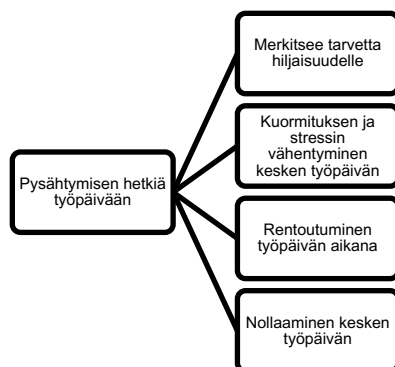 Pysähtymisen hetkiä
työpäivään
Merkitsee tarvetta
hiljaisuudelle
Kuormituksen ja
stressin
vähentyminen
kesken työpäivän
Rentoutuminen
työpäivän aikana
Nollaaminen kesken
työpäivän